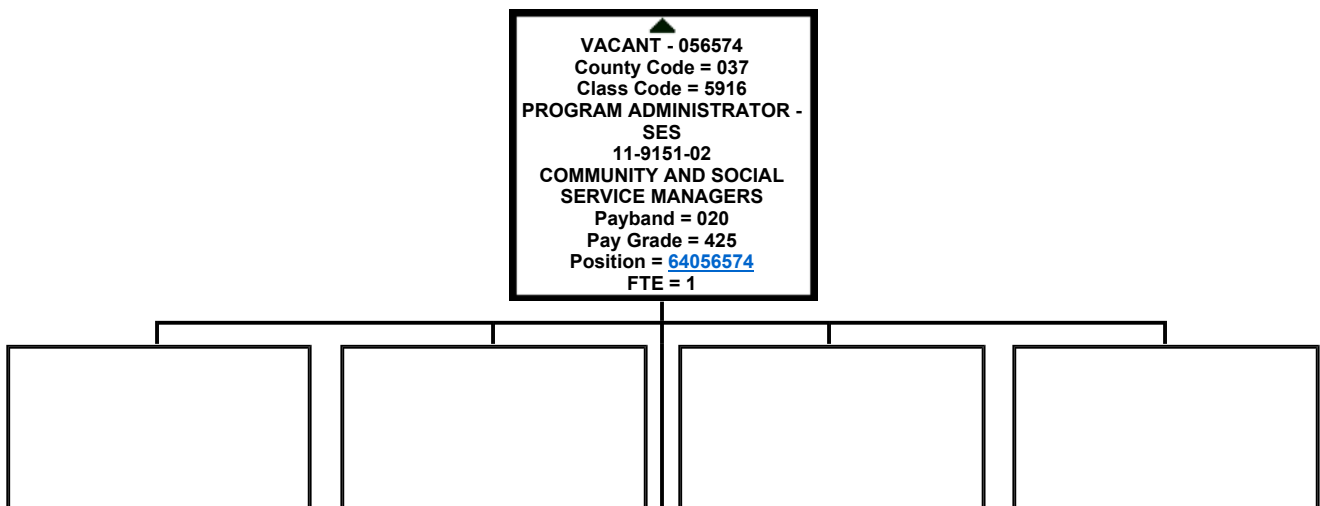 VACANT - 056574
County Code = 037
Class Code = 5916
PROGRAM ADMINISTRATOR -
SES
11-9151-02
COMMUNITY AND SOCIAL
SERVICE MANAGERS
Payband = 020
Pay Grade = 425
Position = 64056574
FTE = 1